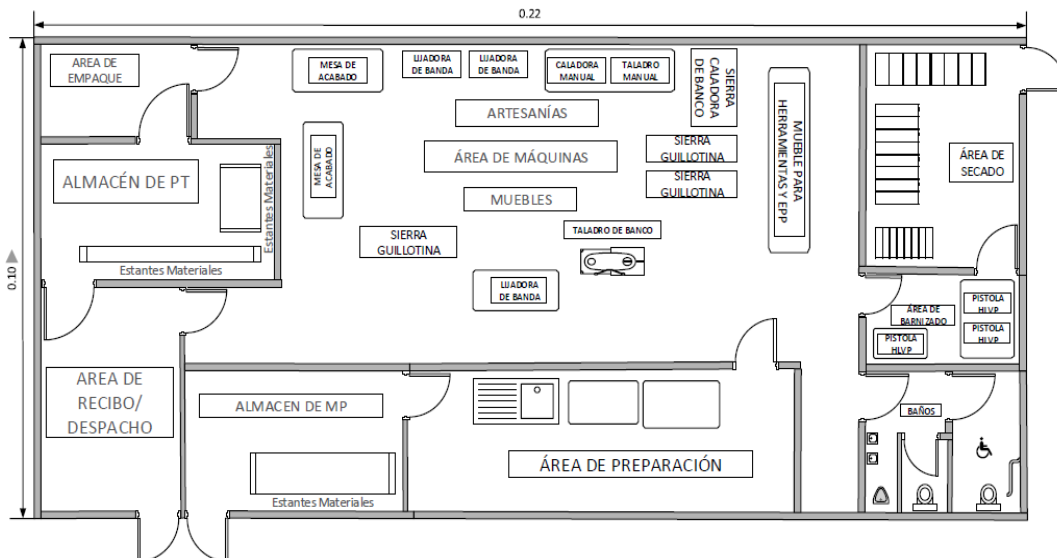 0.22
0.10
AREA DE
EMPAQUE
MESA DE
ACABADO
LIJADORA
DE BANDA
LIJADORA
DE BANDA
CALADORA
MANUAL
TALADRO
MANUAL
SIERRA
CALADORA
DE BANCO
ARTESANÍAS
ÁREA DE MÁQUINAS
MUEBLES
SIERRA
GUILLOTINA
SIERRA
GUILLOTINA
MUEBLE PARA
HERRAMIENTAS Y EPP
ÁREA DE
SECADO
ALMACÉN DE PT
Estantes Materiales
Estantes Materiales
MESA DE
ACABADO
SIERRA
GUILLOTINA
TALADRO DE BANCO
LIJADORA
DE BANDA
ÁREA DE
BARNIZADO
PISTOLA
HLVP
PISTOLA
HLVP
PISTOLA
HLVP
AREA DE
RECIBO/
DESPACHO
ALMACEN DE MP
Estantes Materiales
ÁREA DE PREPARACIÓN
BAÑOS